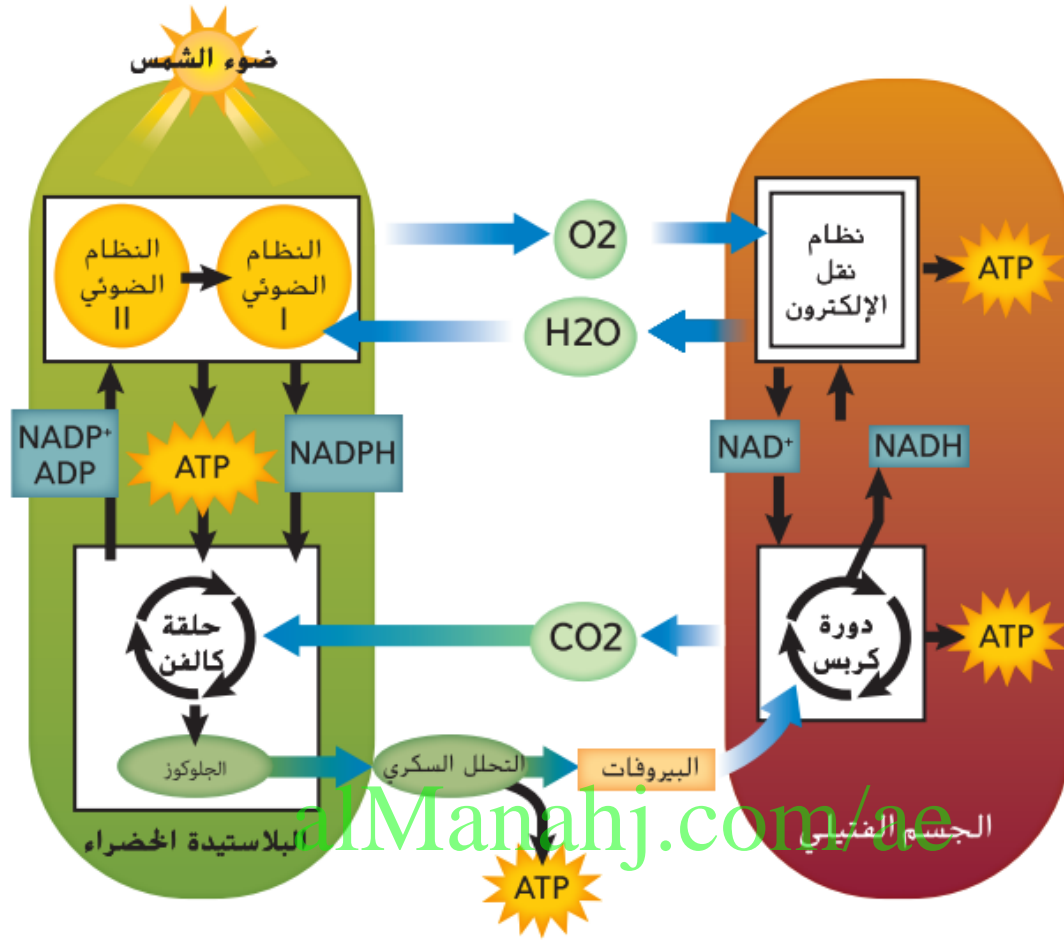 ضوء الشمس
النظام
الضوئي
II
النظام
الضوئي
I
O2
H2O
نظام
نقل
الإلكترون
ATP
NADP+
ADP
ATP
NADPH
NAD+
NADH
حلقة
كالفن
CO2
دورة
كربس
ATP
الجلوكوز
التحلل السكري
البيروفات
البلاستيدة الخضراء
alManahj.com/ae
الجسم الفتيلي
ATP